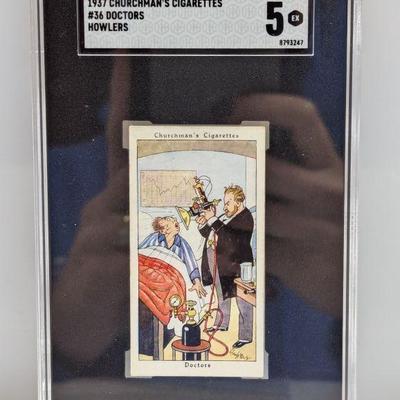 1937 CHURCHMAN'S CIGARETTES
#36 DOCTORS
HOWLERS
5 EX
8793247
Churchman's Cigarettes
Doctors